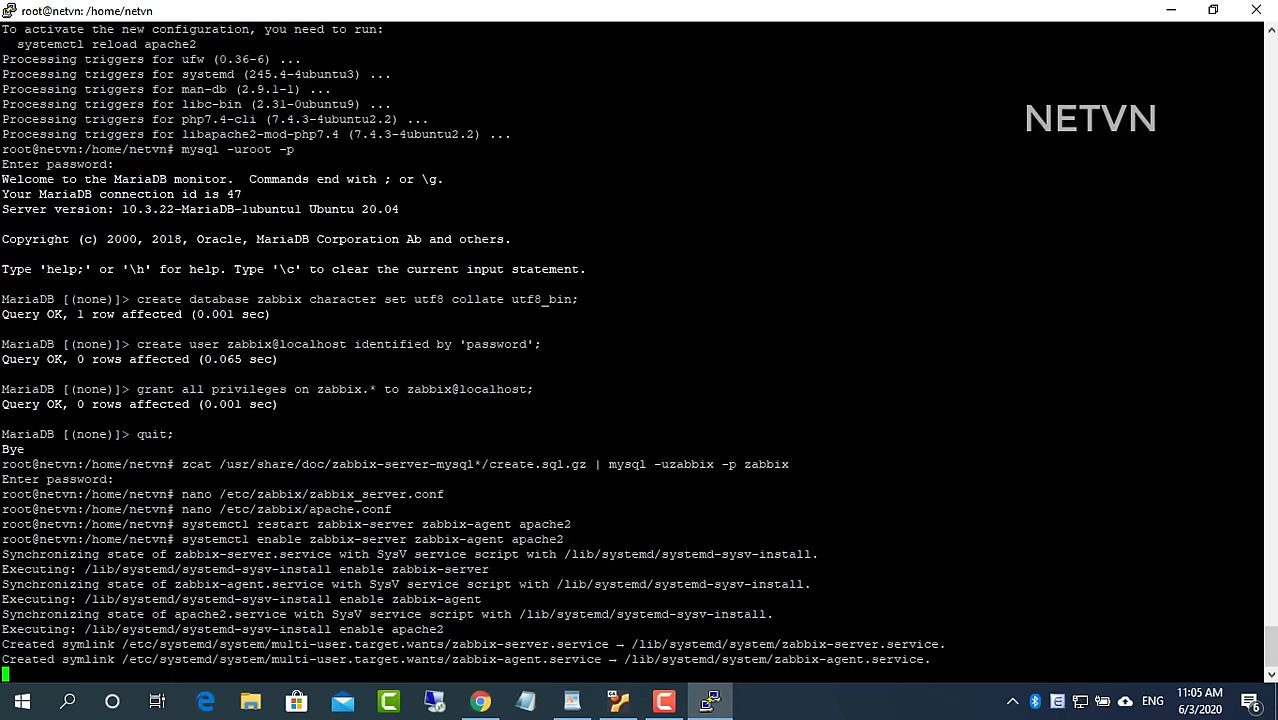 root@netvn: /home/netvn
To activate the new configuration, you need to run:
systemctl reload apache2
Processing triggers for ufw (0.36-6) ...
Processing triggers for systemd (245.4-4ubuntu3) ...
Processing triggers for man-db (2.9.1-1) ...
Processing triggers for libc-bin (2.31-0ubuntu9) ...
Processing triggers for php7.4-cli (7.4.3-4ubuntu2.2) ...
Processing triggers for libapache2-mod-php7.4 (7.4.3-4ubuntu2.2) ...
NETVN
root@netvn:/home/netvn# mysql -uroot -p
Enter password:
Welcome to the MariaDB monitor.  Commands end with ; or \g.
Your MariaDB connection id is 47
Server version: 10.3.22-MariaDB-1ubuntu1 Ubuntu 20.04
Copyright (c) 2000, 2018, Oracle, MariaDB Corporation Ab and others.
Type 'help;' or '\h' for help. Type '\c' to clear the current input statement.
MariaDB [(none)]> create database zabbix character set utf8 collate utf8_bin;
Query OK, 1 row affected (0.001 sec)
MariaDB [(none)]> create user zabbix@localhost identified by 'password';
Query OK, 0 rows affected (0.065 sec)
MariaDB [(none)]> grant all privileges on zabbix.* to zabbix@localhost;
Query OK, 0 rows affected (0.001 sec)
MariaDB [(none)]> quit;
Bye
root@netvn:/home/netvn# zcat /usr/share/doc/zabbix-server-mysql*/create.sql.gz | mysql -uzabbix -p zabbix
Enter password:
root@netvn:/home/netvn# nano /etc/zabbix/zabbix_server.conf
root@netvn:/home/netvn# nano /etc/zabbix/apache.conf
root@netvn:/home/netvn# systemctl restart zabbix-server zabbix-agent apache2
root@netvn:/home/netvn# systemctl enable zabbix-server zabbix-agent apache2
Synchronizing state of zabbix-server.service with SysV service script with /lib/systemd/systemd-sysv-install.
Executing: /lib/systemd/systemd-sysv-install enable zabbix-server
Synchronizing state of zabbix-agent.service with SysV service script with /lib/systemd/systemd-sysv-install.
Executing: /lib/systemd/systemd-sysv-install enable zabbix-agent
Synchronizing state of apache2.service with SysV service script with /lib/systemd/systemd-sysv-install.
Executing: /lib/systemd/systemd-sysv-install enable apache2
Created symlink /etc/systemd/system/multi-user.target.wants/zabbix-server.service → /lib/systemd/system/zabbix-server.service.
Created symlink /etc/systemd/system/multi-user.target.wants/zabbix-agent.service → /lib/systemd/system/zabbix-agent.service.
ENG
11:05 AM
6/3/2020
6